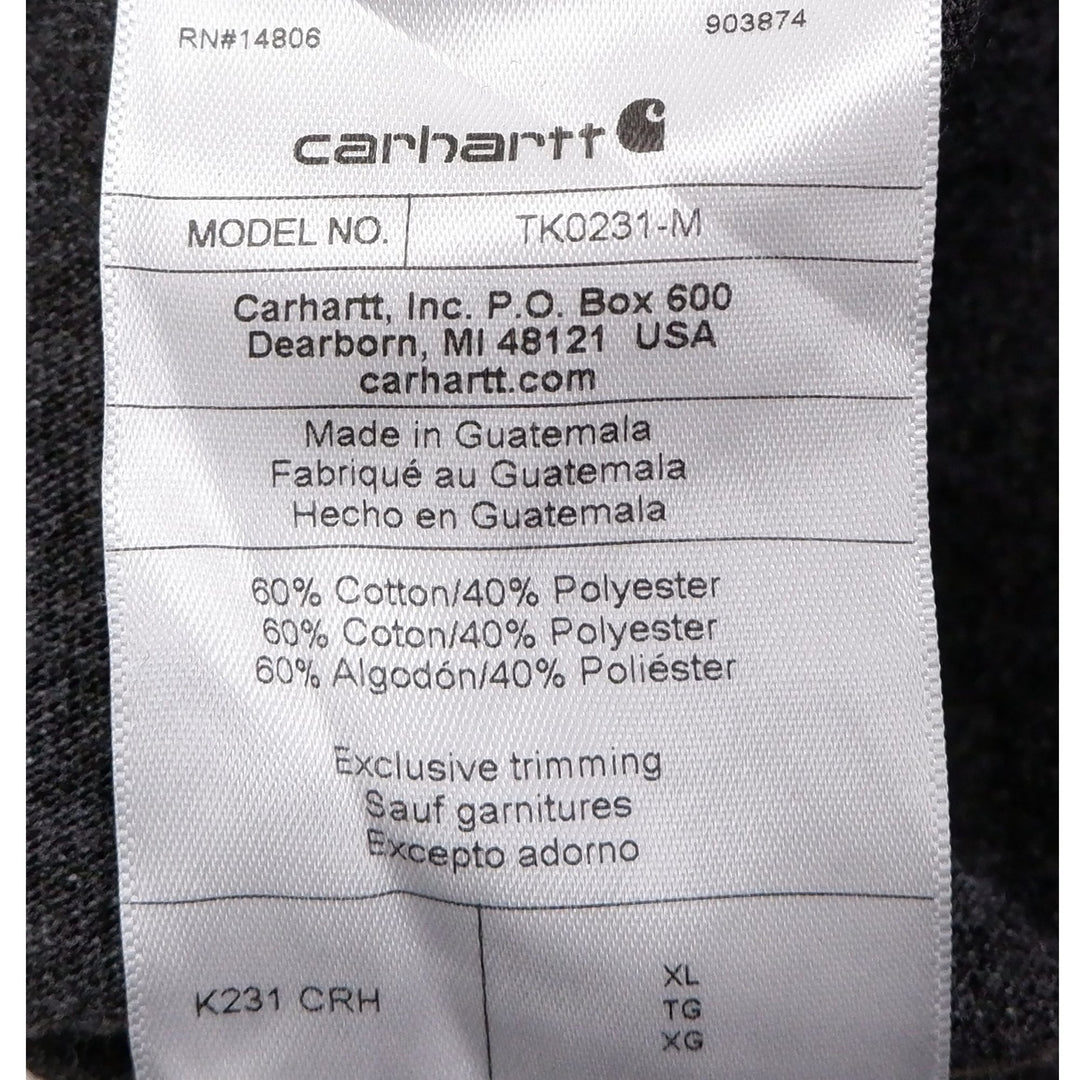 RN#14806
903874
carhartt
MODEL NO. TK0231-M
Carhartt, Inc. P.O. Box 600
Dearborn, MI 48121 USA
carhartt.com
Made in Guatemala
Fabriqué au Guatemala
Hecho en Guatemala
60% Cotton/40% Polyester
60% Coton/40% Polyester
60% Algodón/40% Poliéster
Exclusive trimming
Sauf garnitures
Excepto adorno
K231 CRH
XL
TG
XG